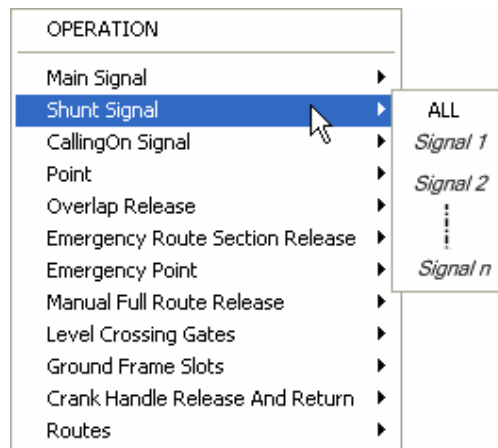 OPERATION
Main Signal
Shunt Signal
CallingOn Signal
Point
Overlap Release
Emergency Route Section Release
Emergency Point
Manual Full Route Release
Level Crossing Gates
Ground Frame Slots
Crank Handle Release And Return
Routes
ALL
Signal 1
Signal 2
Signal n